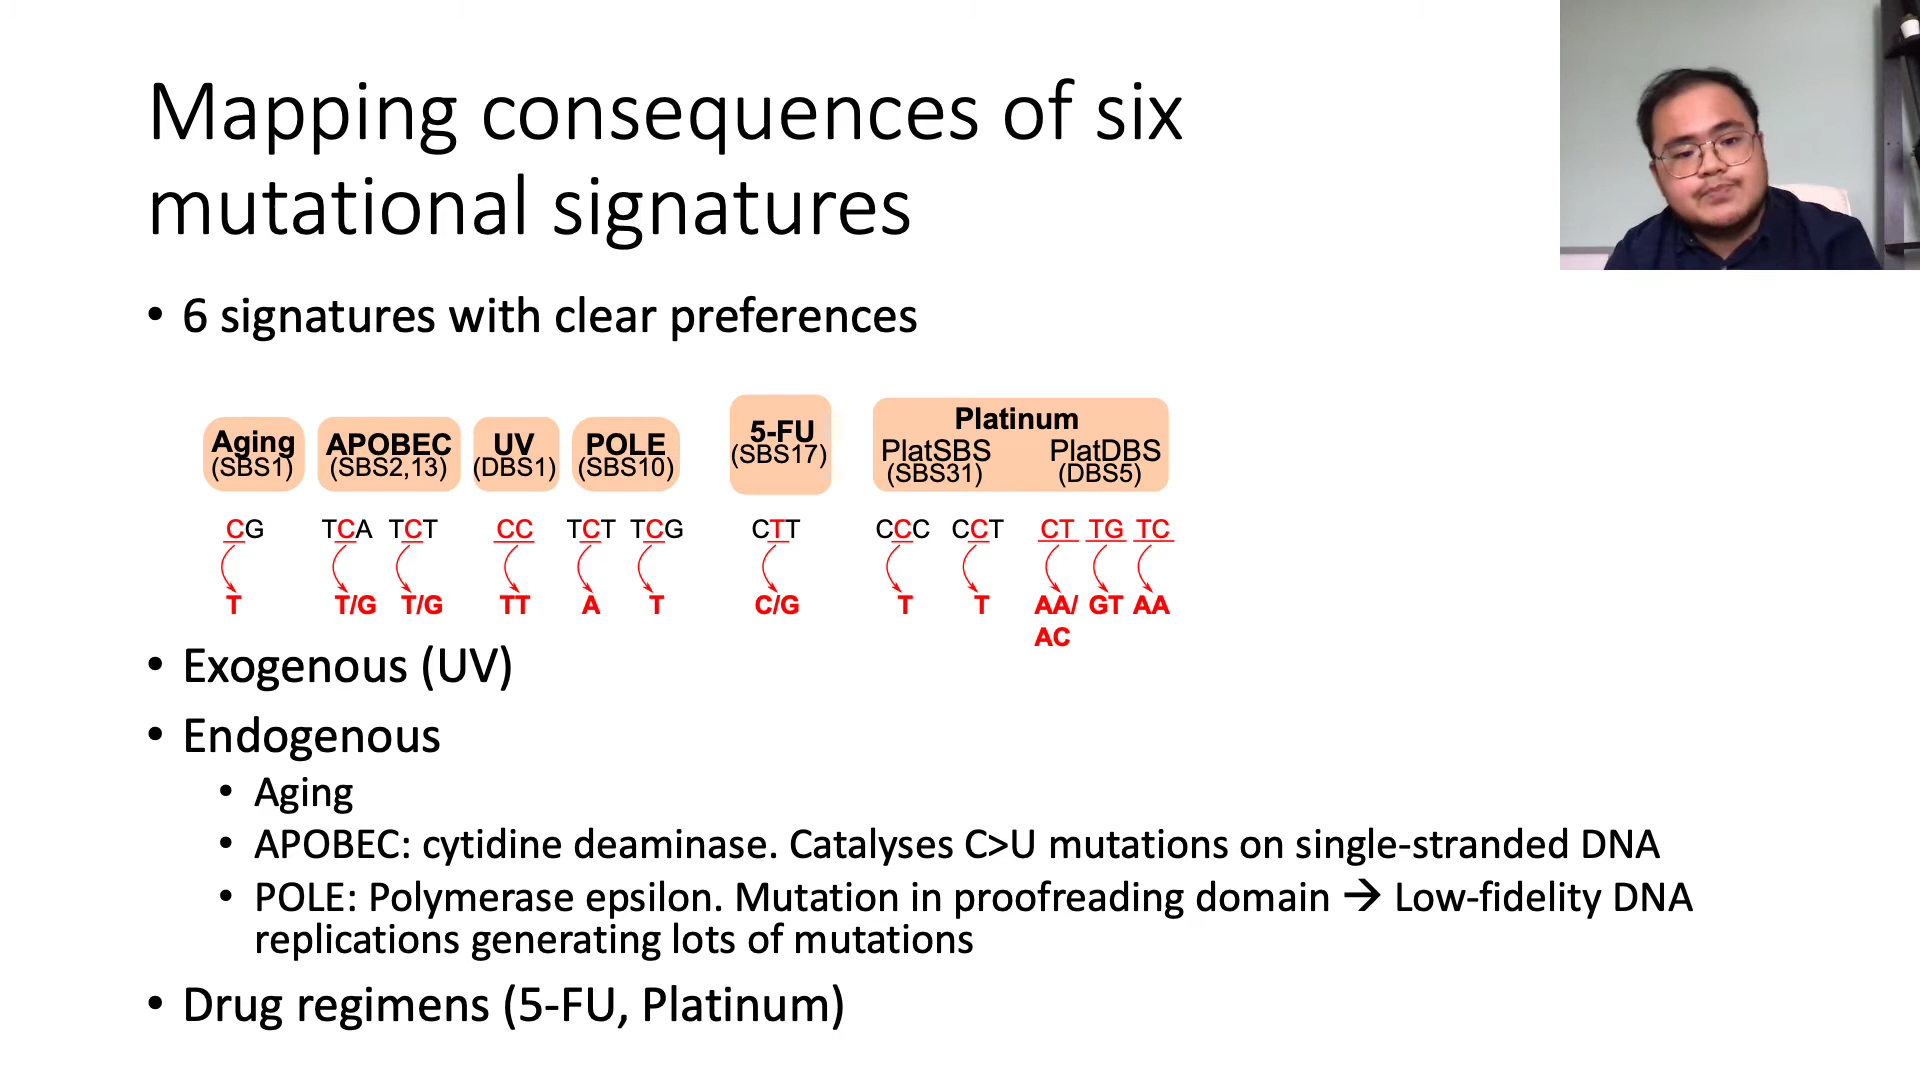 Mapping consequences of six
mutational signatures
• 6 signatures with clear preferences
Aging APOBEC UV POLE 5-FU Platinum
(SBS1) (SBS2,13) (DBS1) (SBS10) (SBS17) PlatSBS PlatDBS
(SBS31) (DBS5)
CG TCA TCT CC TCT TCG CTT CCC CCT CT TG TC
T T/G T/G TT A T C/G T T AA/ GT AA
AC
• Exogenous (UV)
• Endogenous
• Aging
• APOBEC: cytidine deaminase. Catalyses C>U mutations on single-stranded DNA
• POLE: Polymerase epsilon. Mutation in proofreading domain → Low-fidelity DNA
replications generating lots of mutations
• Drug regimens (5-FU, Platinum)